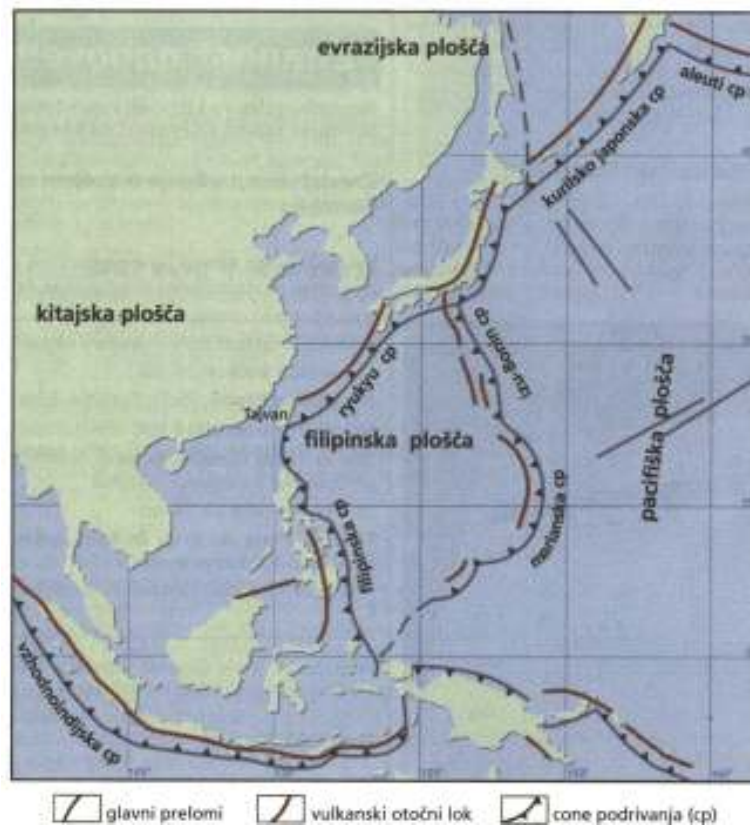 evrazijska plošča
aleuti cp
kurilsko japonska cp
kitajska plošča
izu-Bonin cp
ryukyu cp
Tajvan
filipinska plošča
pacifiška plošča
marianska cp
filipinska cp
vzhodnoindijska cp
glavni prelomi
vulkanski otočni lok
cone podrivanja (cp)